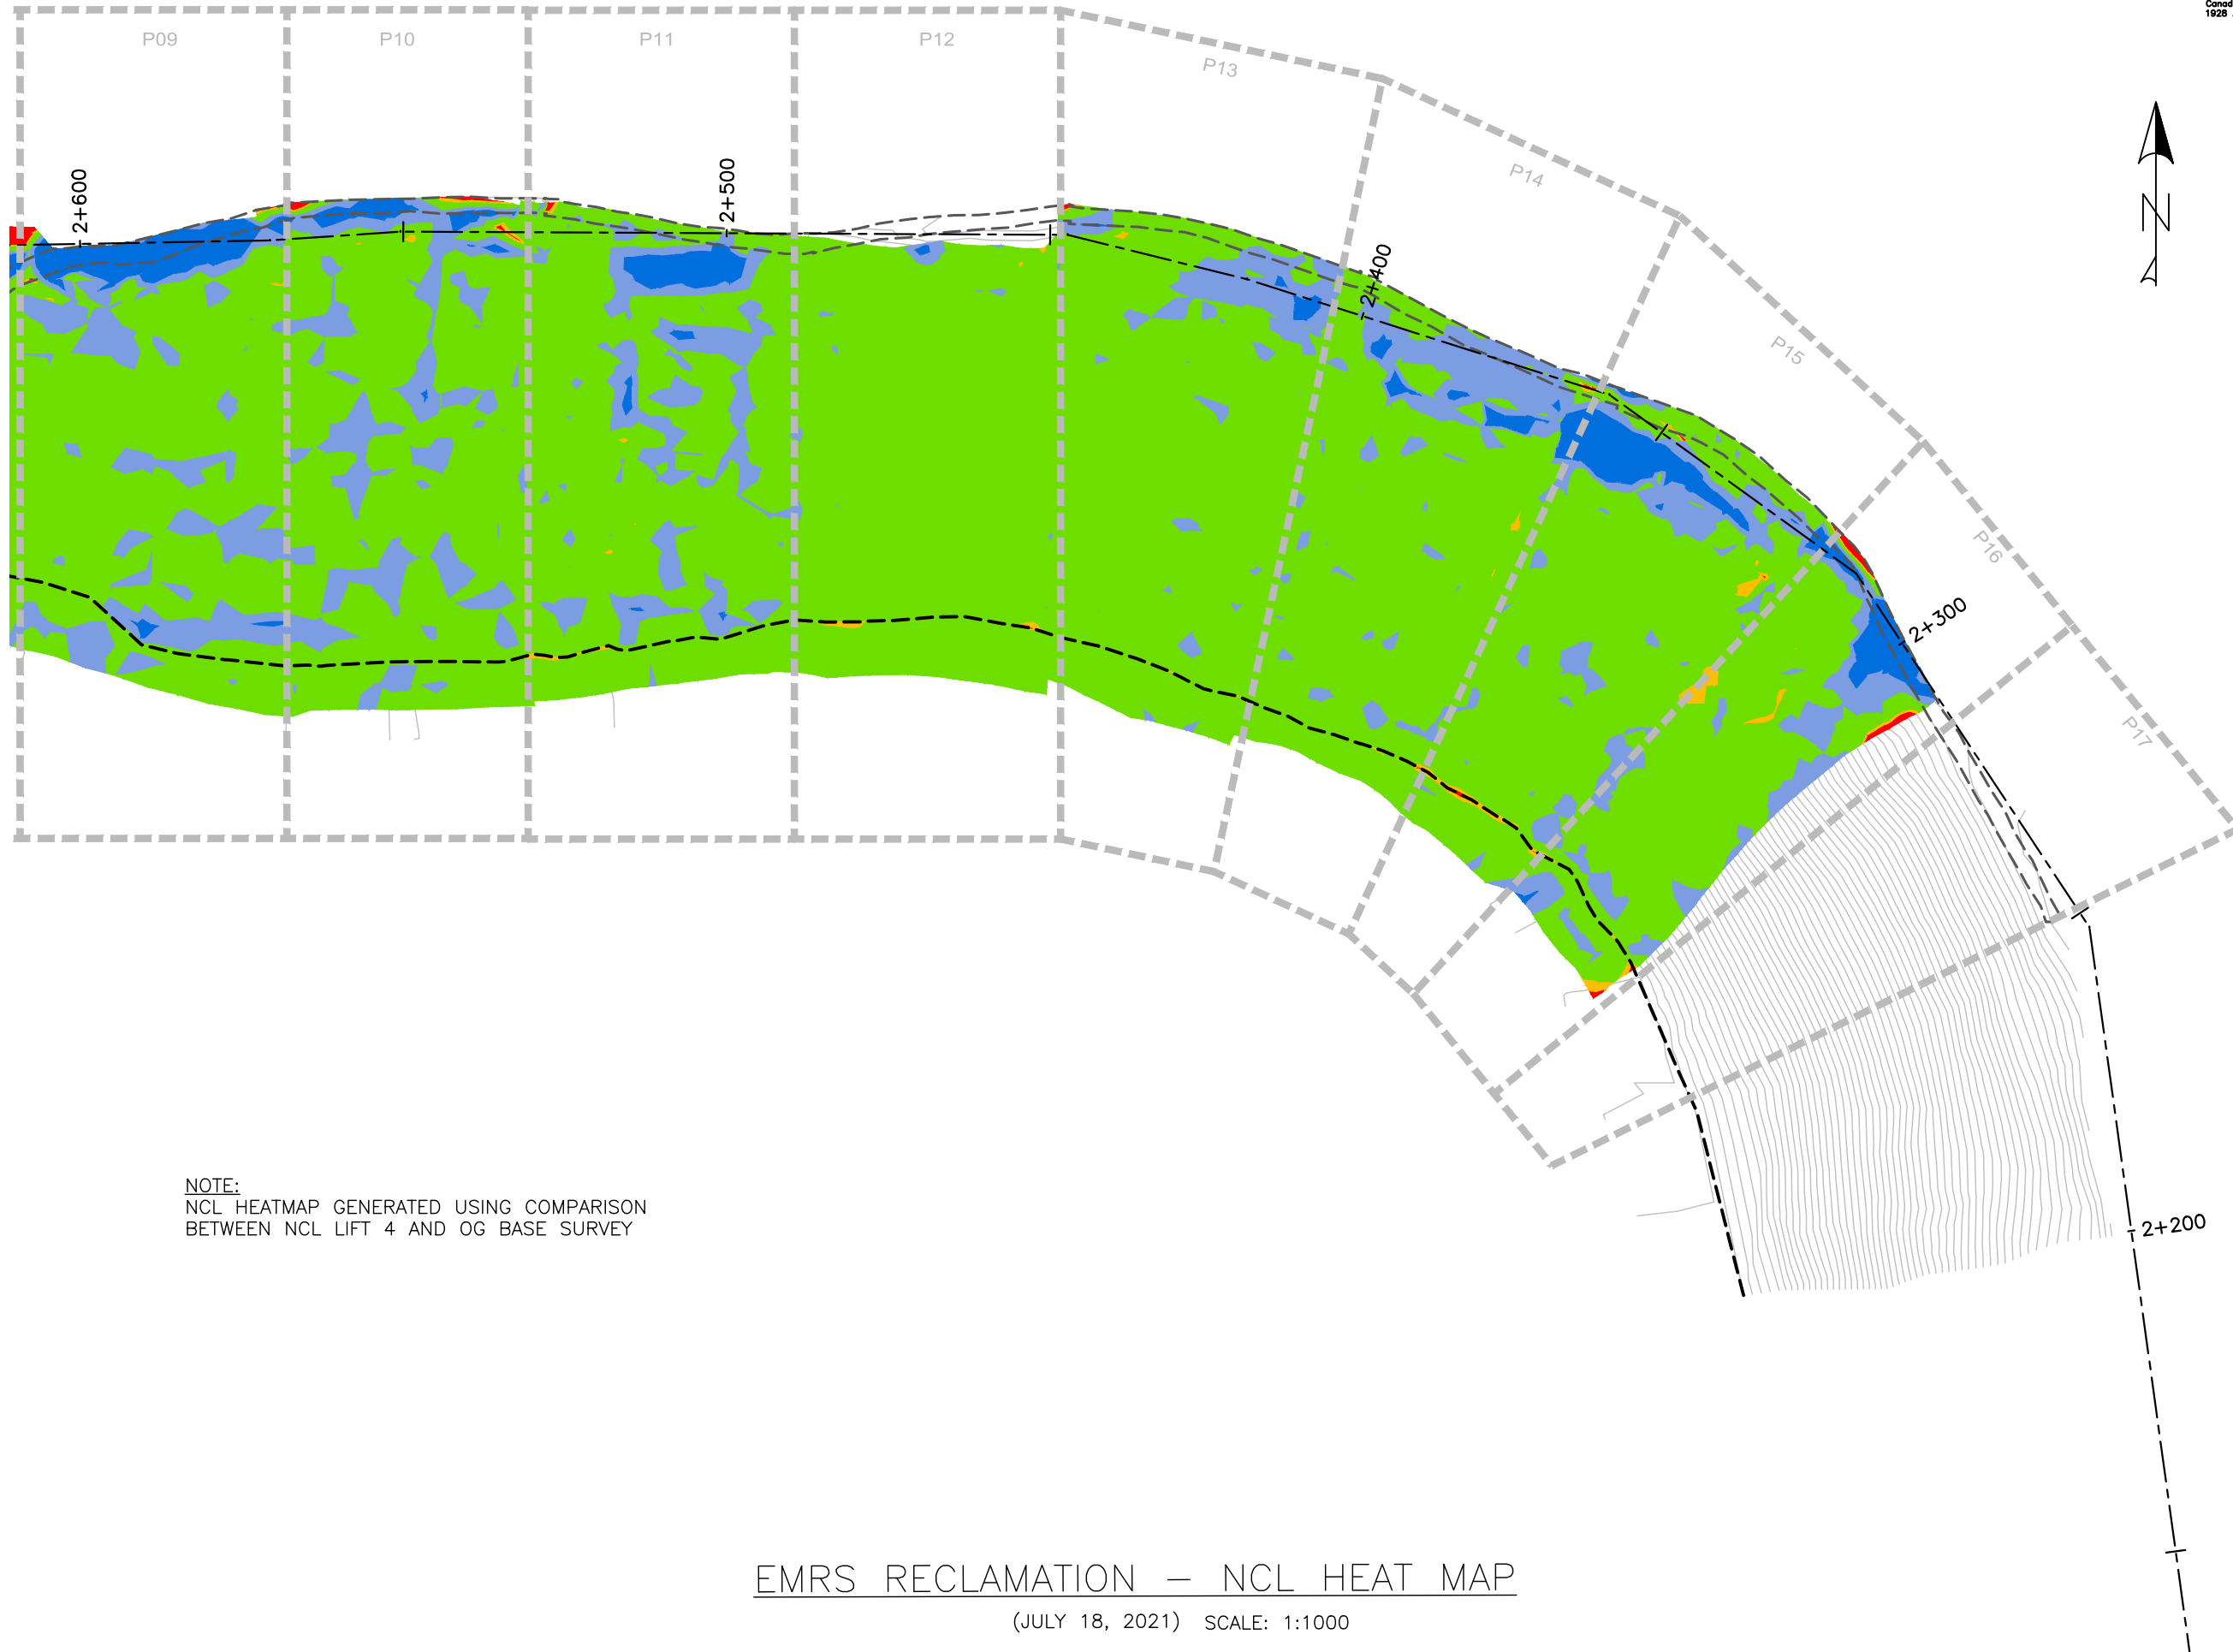 Canad
1928
P09
P10
P11
P12
P13
P14
P15
P16
P17
2+600
2+500
2+400
2+300
2+200
N
NOTE:
NCL HEATMAP GENERATED USING COMPARISON
BETWEEN NCL LIFT 4 AND OG BASE SURVEY
EMRS RECLAMATION — NCL HEAT MAP
(JULY 18, 2021) SCALE: 1:1000